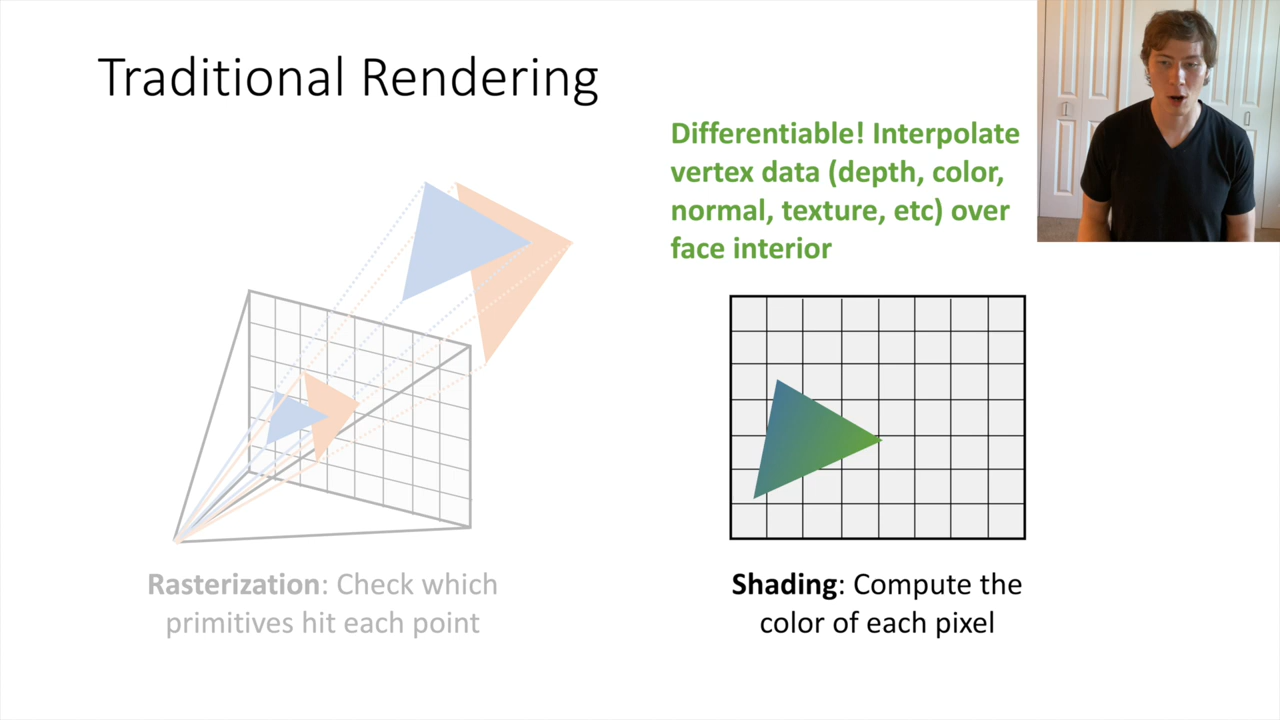 Traditional Rendering
Differentiable! Interpolate
vertex data (depth, color,
normal, texture, etc) over
face interior
Rasterization: Check which
primitives hit each point
Shading: Compute the
color of each pixel